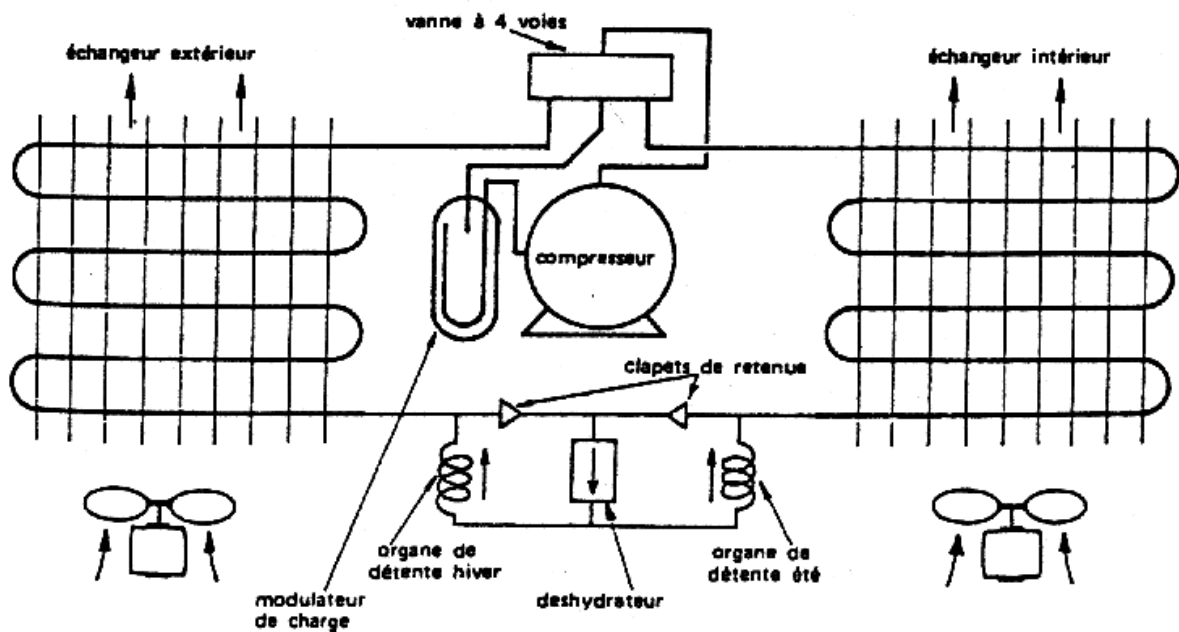 vanne à 4 voies
échangeur extérieur
échangeur intérieur
compresseur
clapets de retenue
organe de
détente hiver
organe de
détente été
modulateur
de charge
deshydrateur